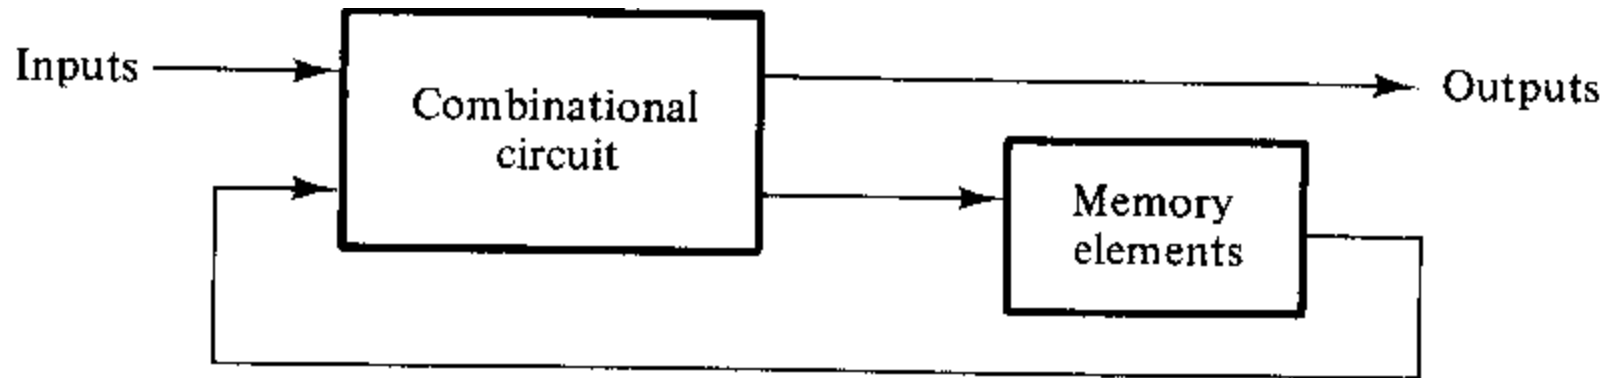 Inputs
Combinational
circuit
Outputs
Memory
elements